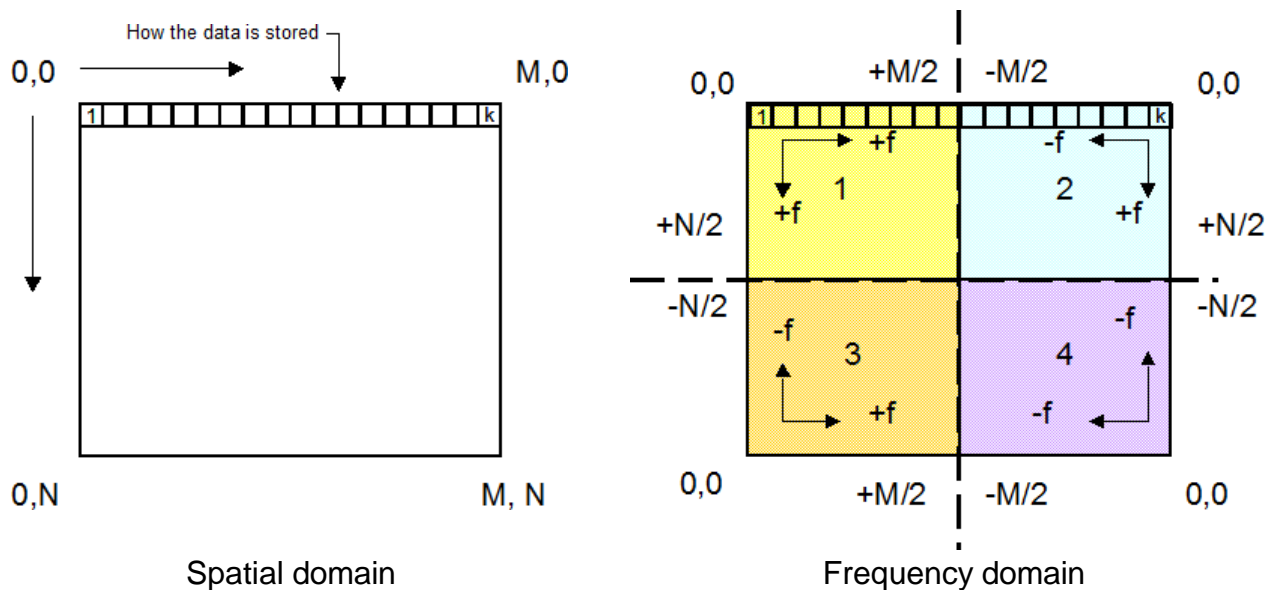 How the data is stored
0,0
M,0
1
k
0,N
M, N
Spatial domain
0,0
+M/2
-M/2
0,0
1
k
+f
-f
1
2
+f
+f
+N/2
+N/2
-N/2
-N/2
-f
-f
3
4
+f
-f
0,0
+M/2
-M/2
0,0
Frequency domain